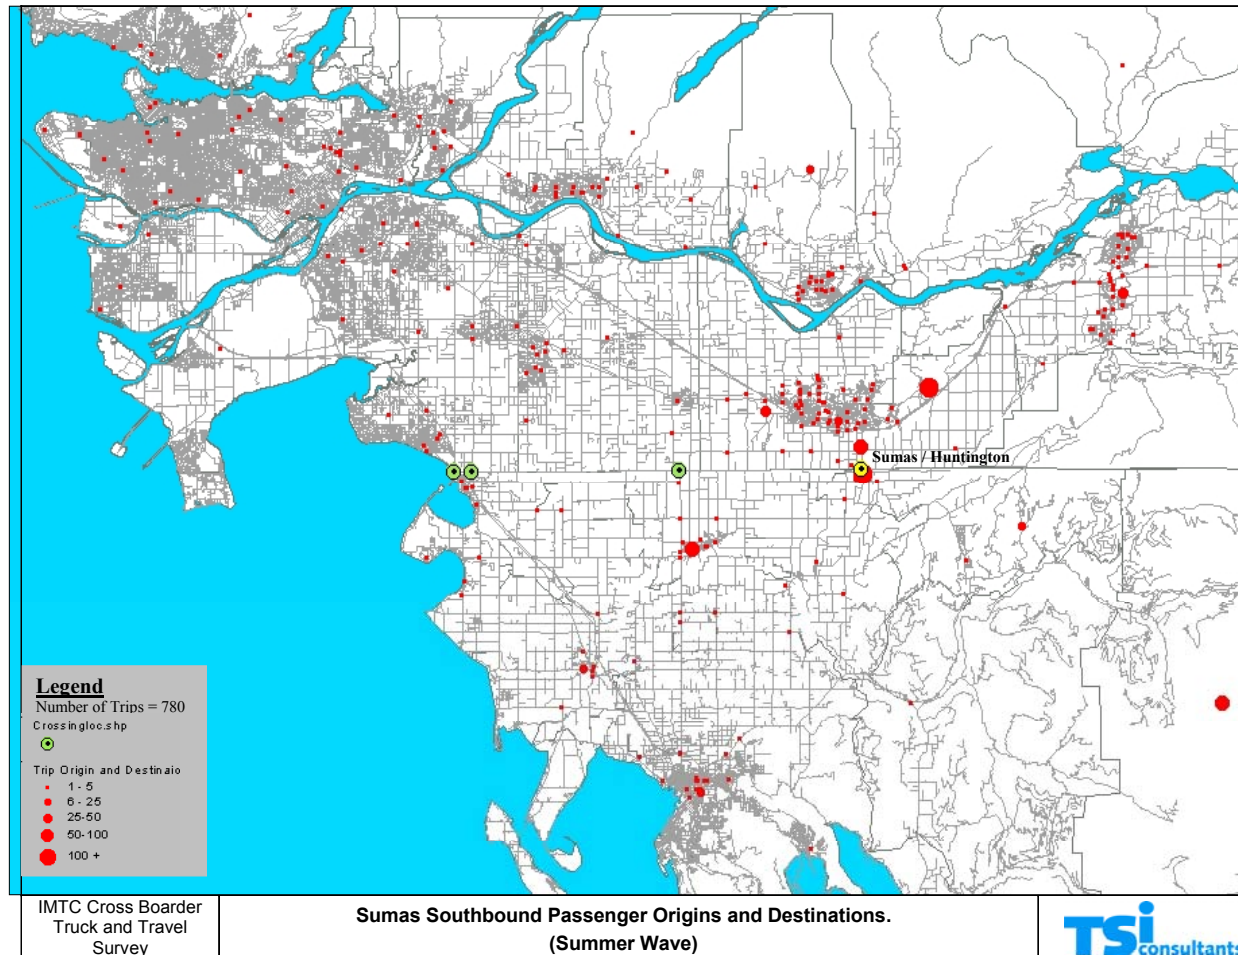 Sumas / Huntington
Legend
Number of Trips = 780
Crossingloc.shp
Trip Origin and Destinaio
1 - 5
6 - 25
25-50
50-100
100 +
IMTC Cross Boarder
Truck and Travel
Survey
Sumas Southbound Passenger Origins and Destinations.
(Summer Wave)
TSi
consultants